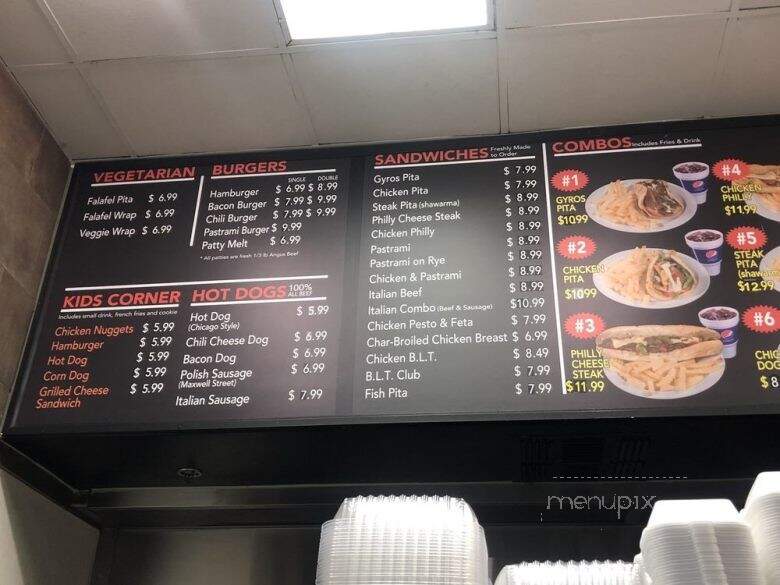 VEGETARIAN
Falafel Pita $ 6.99
Falafel Wrap $ 6.99
Veggie Wrap $ 6.99
BURGERS
SINGLE DOUBLE
Hamburger $ 6.99 $ 8.99
Bacon Burger $ 7.99 $ 9.99
Chili Burger $ 7.99 $ 9.99
Pastrami Burger $ 9.99
Patty Melt $ 6.99
* All patties are fresh 1/3 lb Angus Beef
KIDS CORNER
Includes small drink, french fries and cookie
Chicken Nuggets $ 5.99
Hamburger $ 5.99
Hot Dog $ 5.99
Corn Dog $ 5.99
Grilled Cheese $ 5.99
Sandwich
HOT DOGS 100%
ALL BEEF
Hot Dog $ 5.99
(Chicago Style)
Chili Cheese Dog $ 6.99
Bacon Dog $ 6.99
Polish Sausage $ 6.99
(Maxwell Street)
Italian Sausage $ 7.99
SANDWICHES Freshly Made
to Order
Gyros Pita $ 7.99
Chicken Pita $ 7.99
Steak Pita (shawarma) $ 8.99
Philly Cheese Steak $ 8.99
Chicken Philly $ 8.99
Pastrami $ 8.99
Pastrami on Rye $ 8.99
Chicken & Pastrami $ 8.99
Italian Beef $ 8.99
Italian Combo (Beef & Sausage) $10.99
Chicken Pesto & Feta $ 7.99
Char-Broiled Chicken Breast $ 6.99
Chicken B.L.T. $ 8.49
B.L.T. Club $ 7.99
Fish Pita $ 7.99
COMBOS Includes Fries & Drink
#1
GYROS
PITA
$10.99
#2
CHICKEN
PITA
$10.99
#3
PHILLY
CHEESE
STEAK
$11.99
#4
CHICKEN
PHILLY
$11.99
#5
STEAK
PITA
$12.99
#6
DOG
$ 8
pepsi
menupix